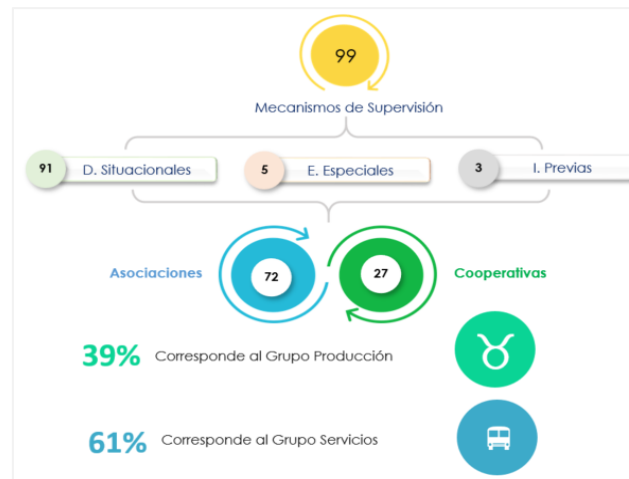 99
Mecanismos de Supervisión
91 D. Situacionales 5 E. Especiales 3 I. Previas
Asociaciones 72 27 Cooperativas
39% Corresponde al Grupo Producción
61% Corresponde al Grupo Servicios